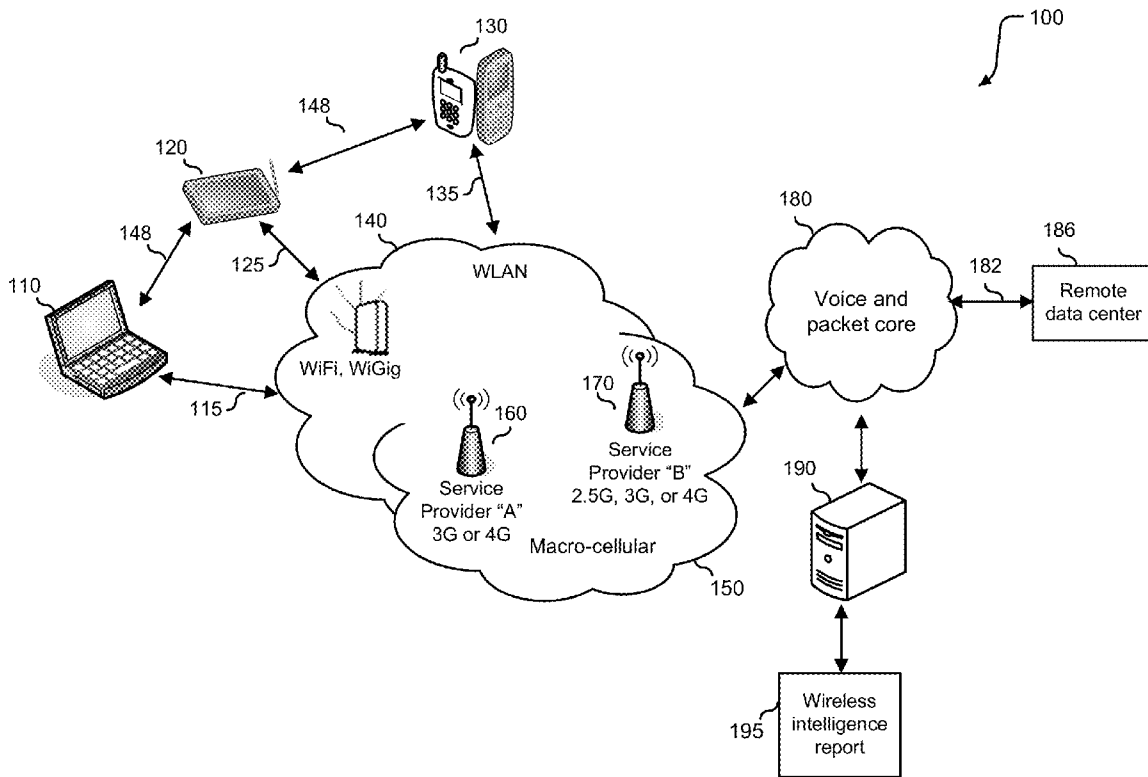 100
130
148
120
135
180
140
186
148
125
WLAN
182
110
Voice and
packet core
Remote
data center
WiFi, WiGig
170
115
160
Service
Provider "B"
2.5G, 3G, or 4G
Service
Provider "A"
3G or 4G
190
Macro-cellular
150
195
Wireless
intelligence
report